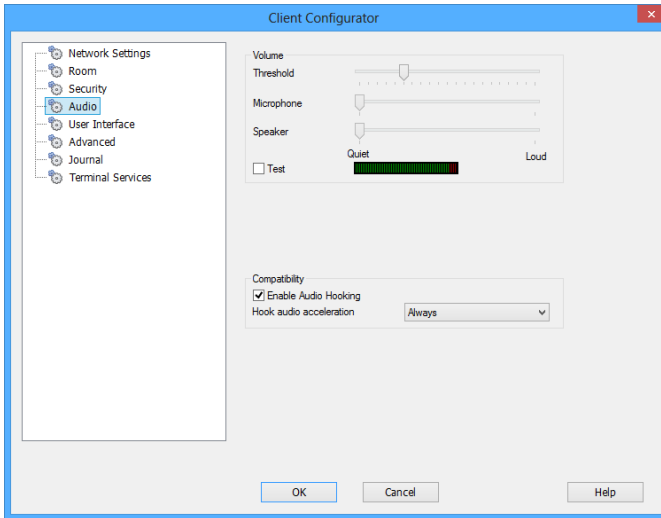 Client Configurator
Network Settings
Room
Security
Audio
User Interface
Advanced
Journal
Terminal Services
Volume
Threshold
Microphone
Speaker
Quiet Loud
Test
Compatibility
Enable Audio Hooking
Hook audio acceleration Always
OK Cancel Help